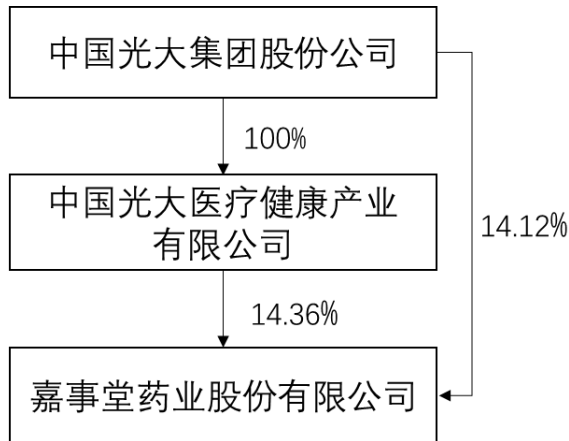 中国光大集团股份公司
100%
中国光大医疗健康产业
有限公司
14.12%
14.36%
嘉事堂药业股份有限公司